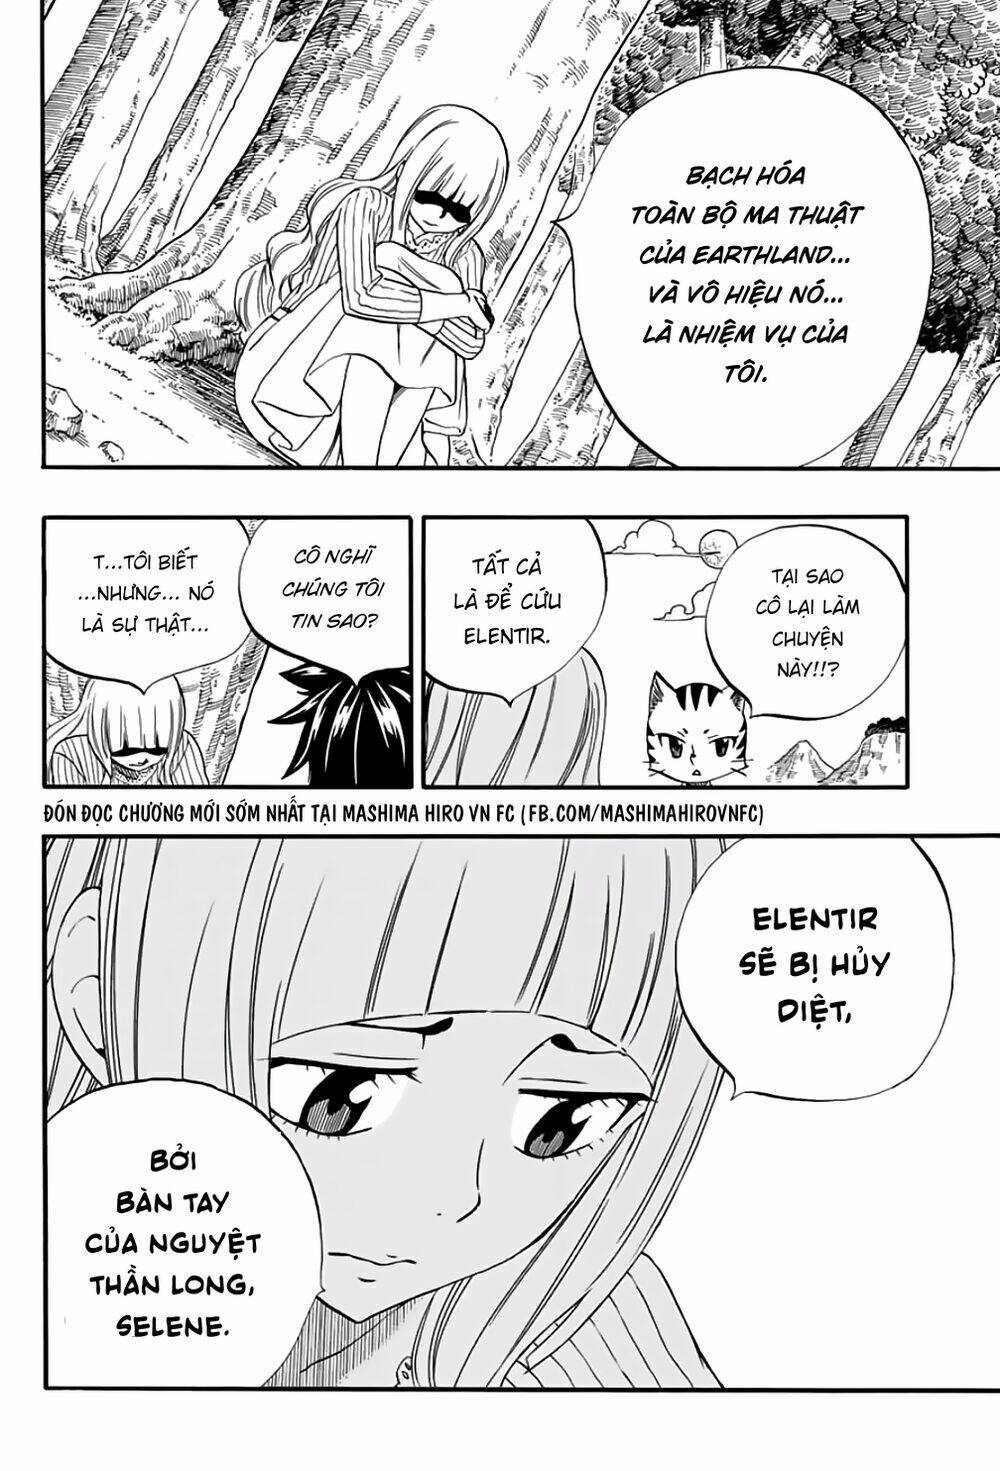 BẠCH HÓA
TOÀN BỘ MA THUẬT
CỦA EARTHLAND...
VÀ VÔ HIỆU NÓ...
LÀ NHIỆM VỤ CỦA
TÔI.
TẠI SAO
CÔ LẠI LÀM
CHUYỆN
NÀY!!?
TẤT CẢ
LÀ ĐỂ CỨU
ELENTIR.
CÔ NGHĨ
CHÚNG TÔI
TIN SAO?
T...TÔI BIẾT
...NHƯNG... NÓ
LÀ SỰ THẬT...
ĐÓN ĐỌC CHƯƠNG MỚI SỚM NHẤT TẠI MASHIMA HIRO VN FC (FB.COM/MASHIMAHIROVNFC)
ELENTIR
SẼ BỊ HỦY
DIỆT,
BỞI
BÀN TAY
CỦA NGUYỆT
THẦN LONG,
SELENE.